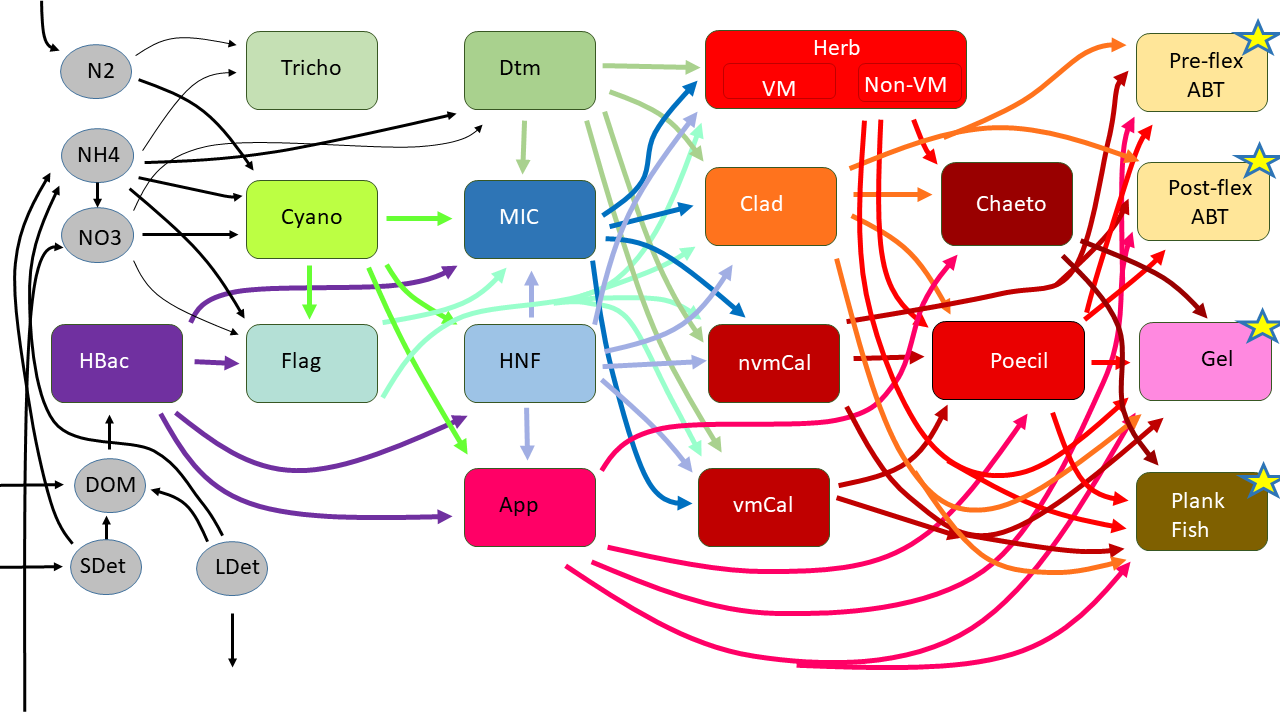 N2
Tricho
Dtm
Herb
VM
Non-VM
Pre-flex
ABT
NH4
NO3
Cyano
MIC
Clad
Chaeto
Post-flex
ABT
HBac
Flag
HNF
nvmCal
Poecil
Gel
DOM
App
vmCal
Plank
Fish
SDet
LDet